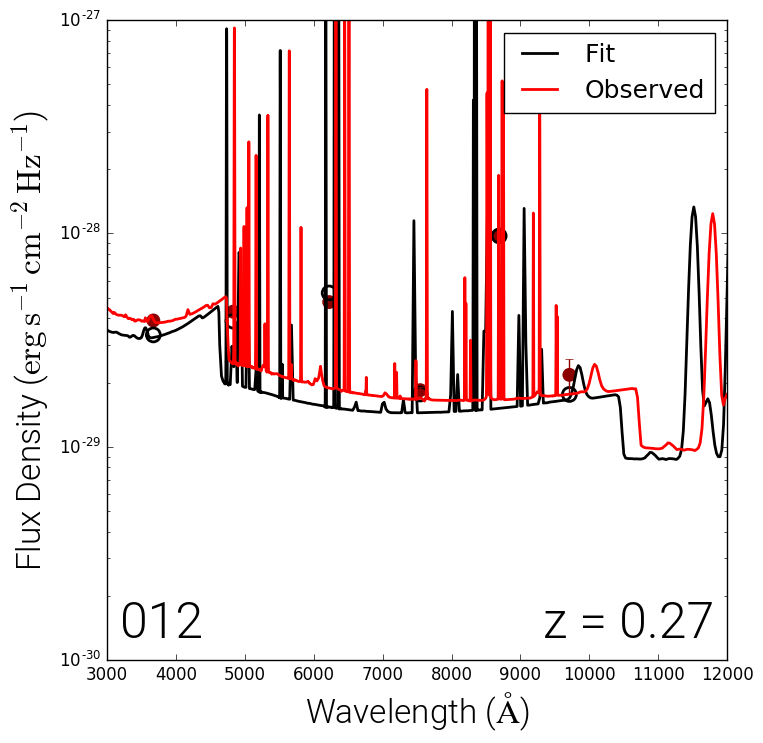 10^-27
10^-28
10^-29
10^-30
Flux Density (erg s^-1 cm^-2 Hz^-1)
Fit
Observed
012
z = 0.27
3000 4000 5000 6000 7000 8000 9000 10000 11000 12000
Wavelength (Å)